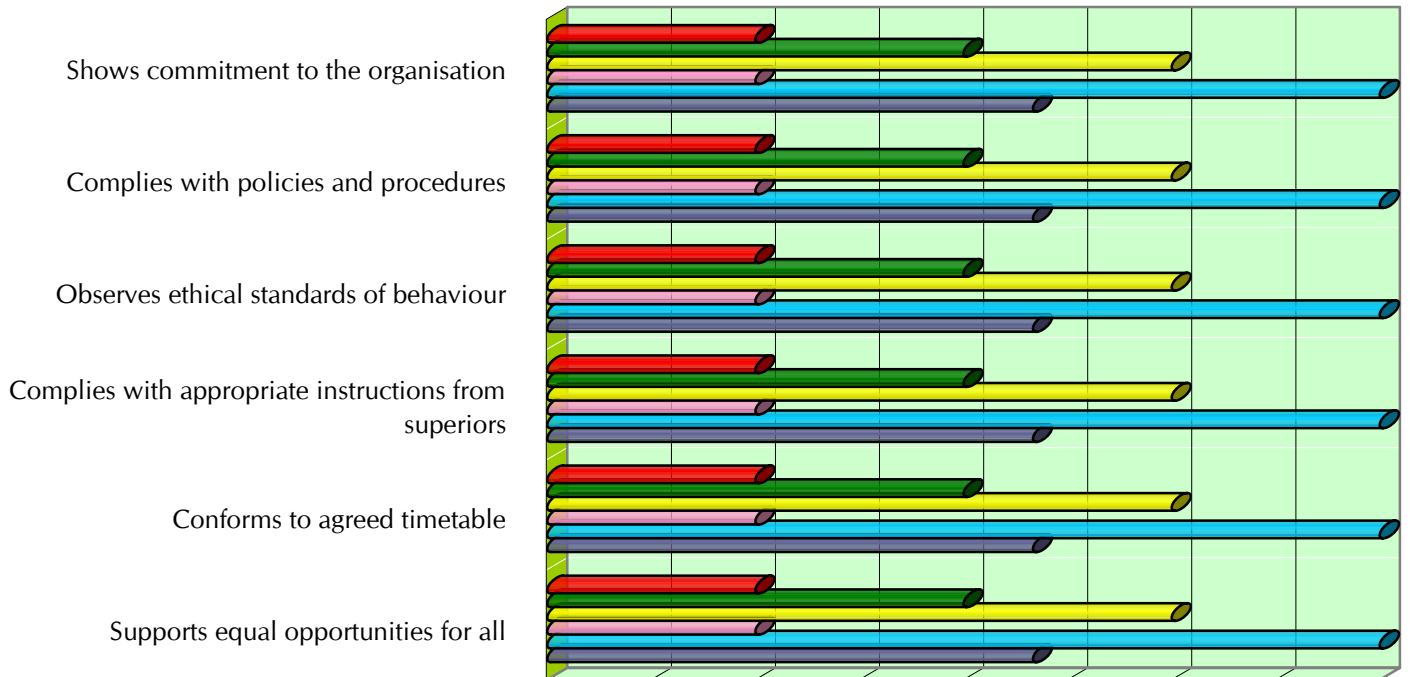 Shows commitment to the organisation
Complies with policies and procedures
Observes ethical standards of behaviour
Complies with appropriate instructions from
superiors
Conforms to agreed timetable
Supports equal opportunities for all